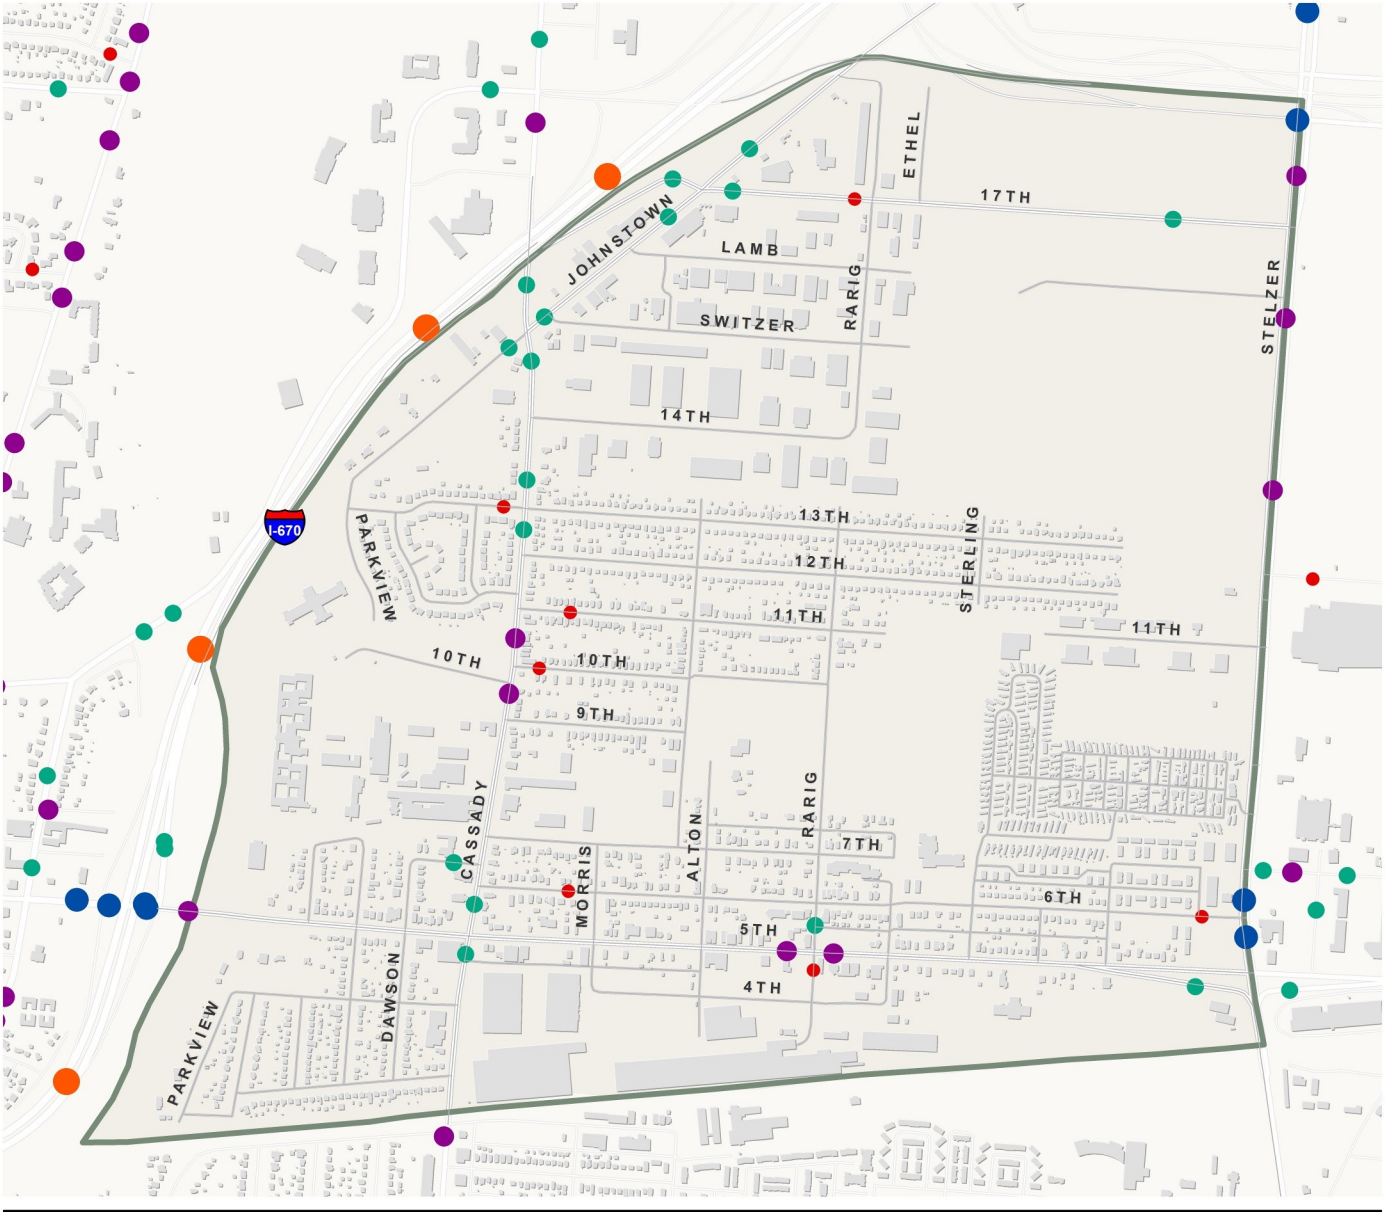 ETHEL
17TH
JOHNSTOWN
LAMB
RARIG
STELZER
SWITZER
14TH
I-670
PARKVIEW
13TH
STERLING
12TH
11TH
11TH
10TH
10TH
9TH
CASSADY
RARIG
ALTON
7TH
MORRIS
6TH
5TH
DAWSON
4TH
PARKVIEW